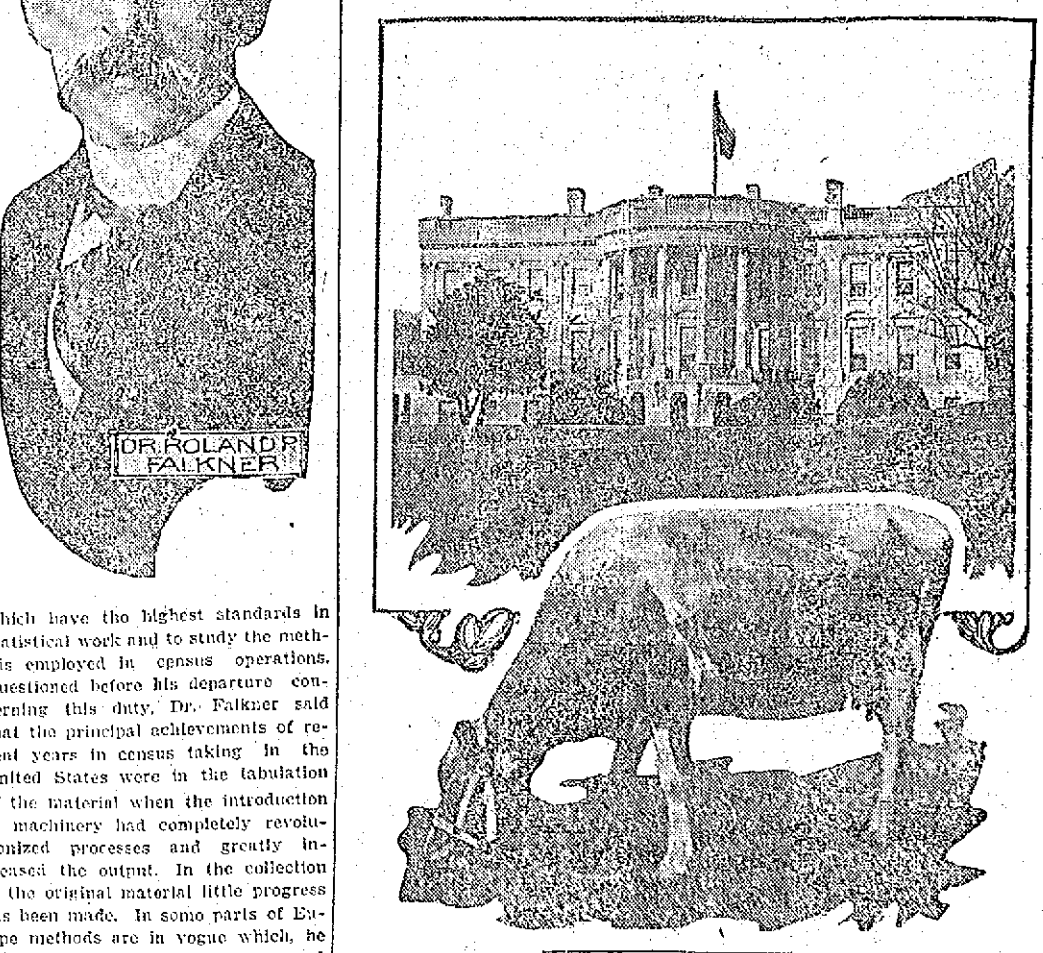 DR. ROLAND P.
FALKNER
hich have the highest standards in
atistical work and to study the meth-
is employed in census operations.
uestioned before his departure con-
erning this duty, Dr. Falkner said
hat the principal achievements of re-
ent years in census taking in the
nited States were in the tabulation
f the material when the introduction
machinery had completely revolu-
onized processes and greatly in-
eased the output. In the collection
the original material little progress
as been made. In some parts of Eu-
pe methods are in vogue which, he